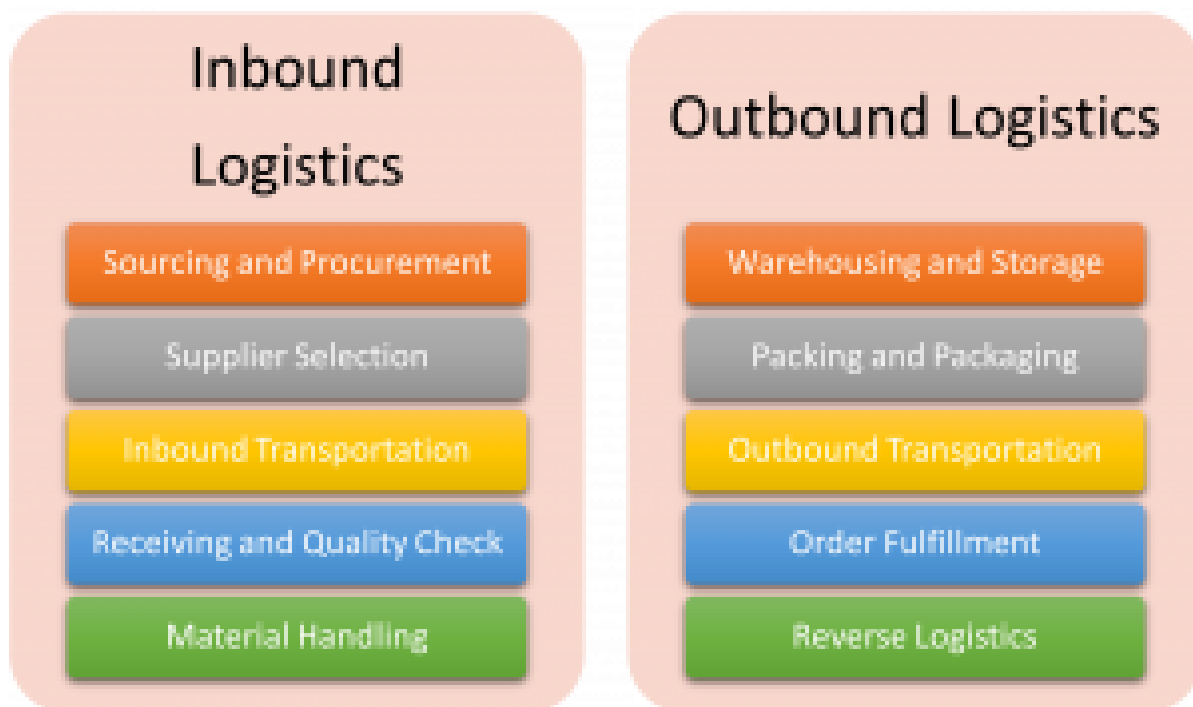 Inbound
Logistics
Sourcing and Procurement
Supplier Selection
Inbound Transportation
Receiving and Quality Check
Material Handling
Outbound Logistics
Warehousing and Storage
Packing and Packaging
Outbound Transportation
Order Fulfillment
Reverse Logistics